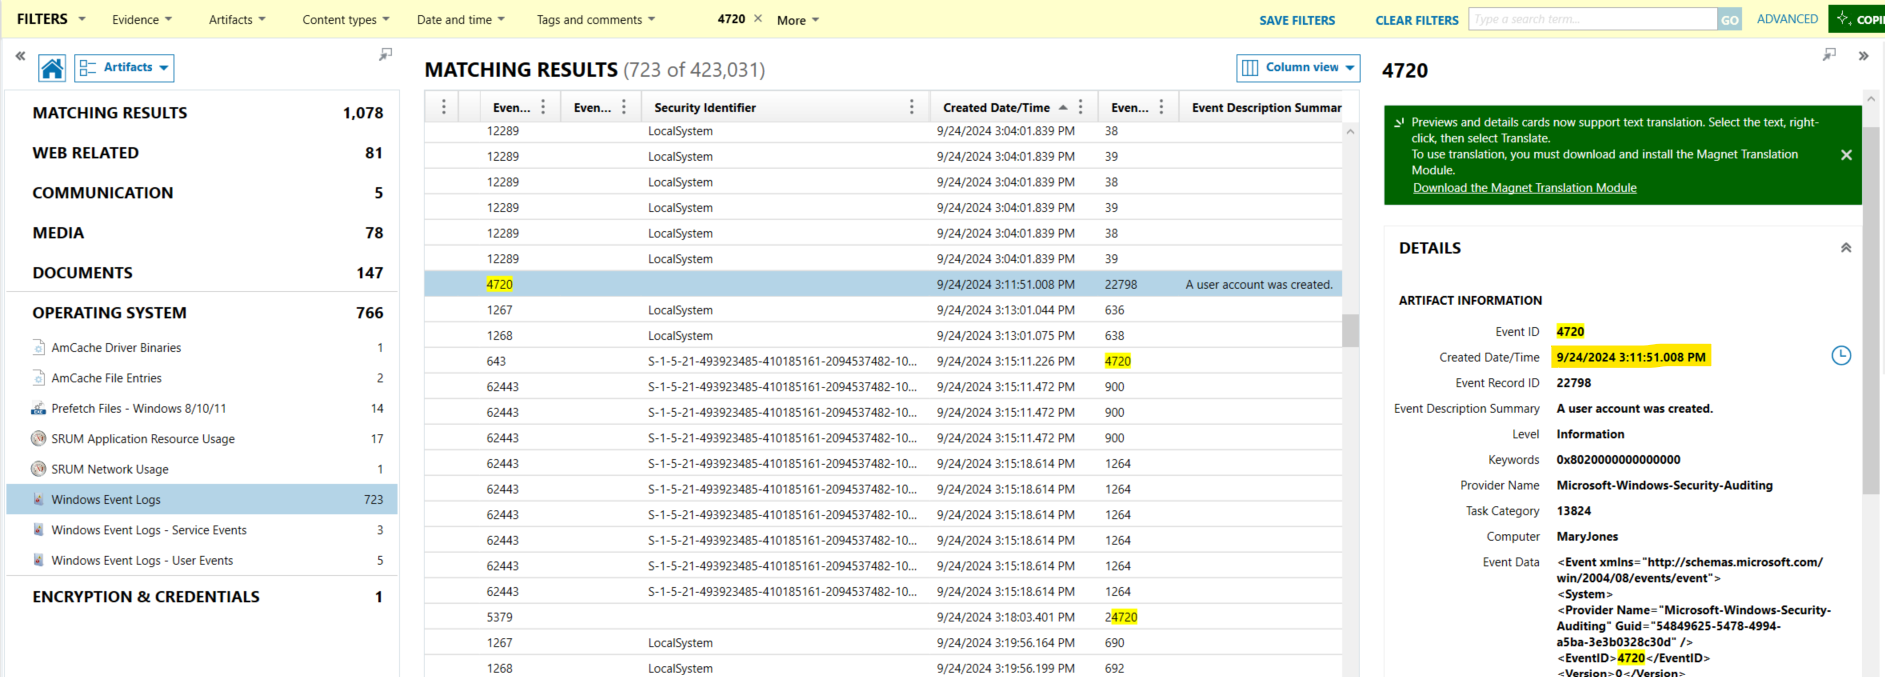 FILTERS Evidence Artifacts Content types Date and time Tags and comments 4720 × More SAVE FILTERS CLEAR FILTERS Type a search term... GO ADVANCED COPI
Artifacts
MATCHING RESULTS 1,078
WEB RELATED 81
COMMUNICATION 5
MEDIA 78
DOCUMENTS 147
OPERATING SYSTEM 766
AmCache Driver Binaries 1
AmCache File Entries 2
Prefetch Files - Windows 8/10/11 14
SRUM Application Resource Usage 17
SRUM Network Usage 1
Windows Event Logs 723
Windows Event Logs - Service Events 3
Windows Event Logs - User Events 5
ENCRYPTION & CREDENTIALS 1
MATCHING RESULTS (723 of 423,031)
Column view
Even... Even... Security Identifier Created Date/Time Even... Event Description Summar
12289 LocalSystem 9/24/2024 3:04:01.839 PM 38
12289 LocalSystem 9/24/2024 3:04:01.839 PM 39
12289 LocalSystem 9/24/2024 3:04:01.839 PM 38
12289 LocalSystem 9/24/2024 3:04:01.839 PM 39
12289 LocalSystem 9/24/2024 3:04:01.839 PM 38
12289 LocalSystem 9/24/2024 3:04:01.839 PM 39
4720 9/24/2024 3:11:51.008 PM 22798 A user account was created.
1267 LocalSystem 9/24/2024 3:13:01.044 PM 636
1268 LocalSystem 9/24/2024 3:13:01.075 PM 638
643 S-1-5-21-493923485-410185161-2094537482-10... 9/24/2024 3:15:11.226 PM 4720
62443 S-1-5-21-493923485-410185161-2094537482-10... 9/24/2024 3:15:11.472 PM 900
62443 S-1-5-21-493923485-410185161-2094537482-10... 9/24/2024 3:15:11.472 PM 900
62443 S-1-5-21-493923485-410185161-2094537482-10... 9/24/2024 3:15:11.472 PM 900
62443 S-1-5-21-493923485-410185161-2094537482-10... 9/24/2024 3:15:18.614 PM 1264
62443 S-1-5-21-493923485-410185161-2094537482-10... 9/24/2024 3:15:18.614 PM 1264
62443 S-1-5-21-493923485-410185161-2094537482-10... 9/24/2024 3:15:18.614 PM 1264
62443 S-1-5-21-493923485-410185161-2094537482-10... 9/24/2024 3:15:18.614 PM 1264
62443 S-1-5-21-493923485-410185161-2094537482-10... 9/24/2024 3:15:18.614 PM 1264
62443 S-1-5-21-493923485-410185161-2094537482-10... 9/24/2024 3:15:18.614 PM 1264
5379 9/24/2024 3:18:03.401 PM 24720
1267 LocalSystem 9/24/2024 3:19:56.164 PM 690
1268 LocalSystem 9/24/2024 3:19:56.199 PM 692
4720
Previews and details cards now support text translation. Select the text, right-
click, then select Translate.
To use translation, you must download and install the Magnet Translation
Module.
Download the Magnet Translation Module
DETAILS
ARTIFACT INFORMATION
Event ID 4720
Created Date/Time 9/24/2024 3:11:51.008 PM
Event Record ID 22798
Event Description Summary A user account was created.
Level Information
Keywords 0x8020000000000000
Provider Name Microsoft-Windows-Security-Auditing
Task Category 13824
Computer MaryJones
Event Data <Event xmlns="http://schemas.microsoft.com/
win/2004/08/events/event">
<System>
<Provider Name="Microsoft-Windows-Security-
Auditing" Guid="54849625-5478-4994-
a5ba-3e3b0328c30d" />
<EventID>4720</EventID>
<Version>0</Version>